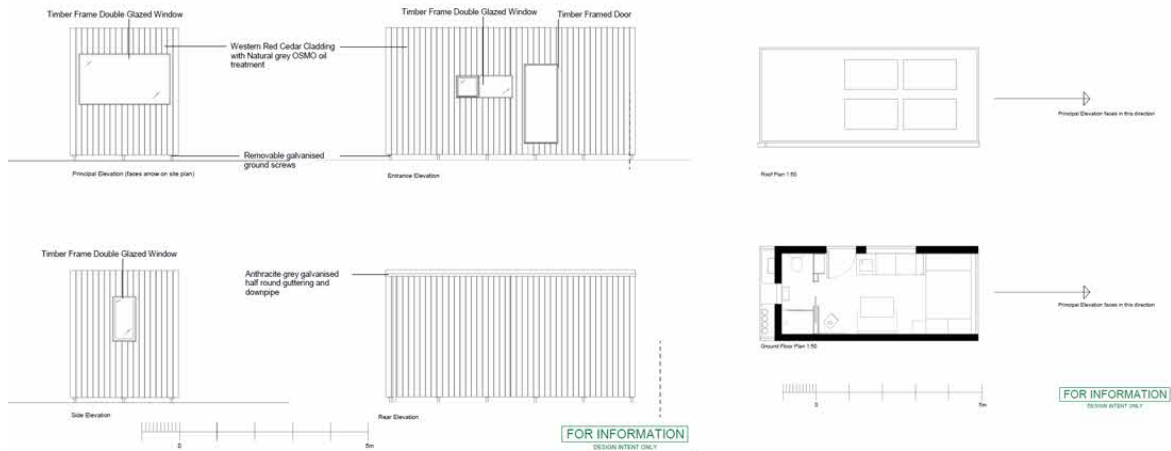 Timber Frame Double Glazed Window
Western Red Cedar Cladding
with Natural grey OSMO oil
treatment
Removable galvanised
ground screws
Principal Elevation (faces arrow on site plan)
Timber Frame Double Glazed Window
Timber Framed Door
Entrance Elevation
Principal Elevation faces in this direction
Roof Plan 1:50
Timber Frame Double Glazed Window
Side Elevation
Anthracite grey galvanised
half round guttering and
downpipe
Rear Elevation
0
5m
FOR INFORMATION
DESIGN INTENT ONLY
Principal Elevation faces in this direction
Ground Floor Plan 1:50
0
5m
FOR INFORMATION
DESIGN INTENT ONLY